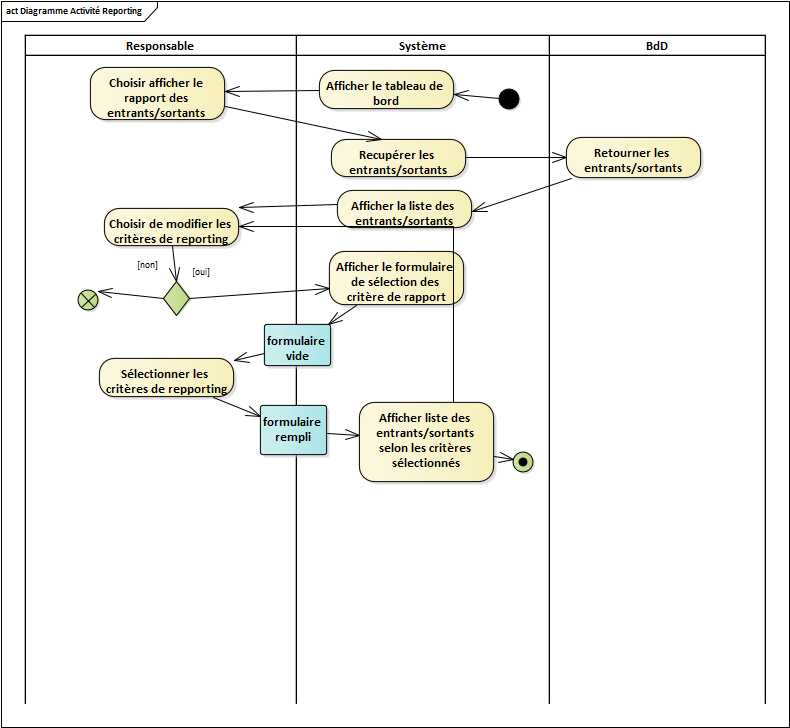 act Diagramme Activité Reporting
Responsable
Système
BdD
Choisir afficher le
rapport des
entrants/sortants
Afficher le tableau de
bord
Recupérer les
entrants/sortants
Retourner les
entrants/sortants
Afficher la liste des
entrants/sortants
Choisir de modifier les
critères de reporting
[non]
[oui]
Afficher le formulaire
de sélection des
critère de rapport
formulaire
vide
Sélectionner les
critères de repporting
formulaire
rempli
Afficher liste des
entrants/sortants
selon les critères
sélectionnés